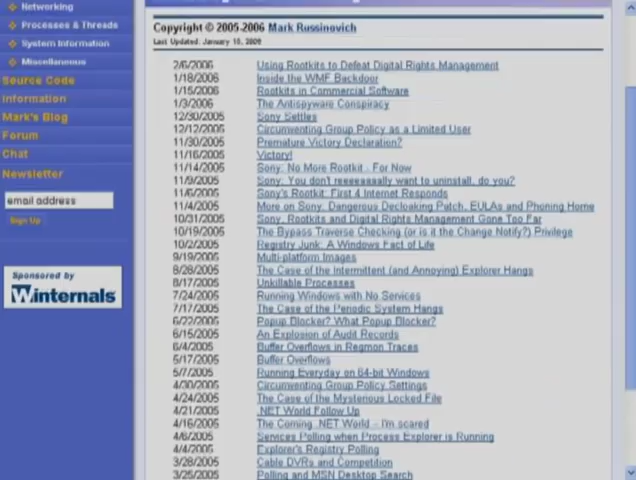 Networking
Processes & Threads
System Information
Miscellaneous
Source Code
Information
Mark's Blog
Forum
Chat
Newsletter
email address
Sign Up
Sponsored by
Winternals
Copyright © 2005-2006 Mark Russinovich
Last Updated: January 19, 2006
2/6/2006 Using Rootkits to Defeat Digital Rights Management
1/18/2006 Inside the WMF Backdoor
1/15/2006 Rootkits in Commercial Software
1/3/2006 The Antispyware Conspiracy
12/30/2005 Sony Settles
12/12/2005 Circumventing Group Policy as a Limited User
11/30/2005 Premature Victory Declaration?
11/16/2005 Victory!
11/14/2005 Sony: No More Rootkit - For Now
11/9/2005 Sony: You don't reeeeaaaally want to uninstall, do you?
11/6/2005 Sony's Rootkit: First 4 Internet Responds
11/4/2005 More on Sony: Dangerous Decloaking Patch, EULAs and Phoning Home
10/31/2005 Sony, Rootkits and Digital Rights Management Gone Too Far
10/19/2005 The Bypass Traverse Checking (or is it the Change Notify?) Privilege
10/2/2005 Registry Junk: A Windows Fact of Life
9/19/2005 Multi-platform Images
8/28/2005 The Case of the Intermittent (and Annoying) Explorer Hangs
8/17/2005 Unkillable Processes
7/24/2005 Running Windows with No Services
7/17/2005 The Case of the Periodic System Hangs
6/22/2005 Popup Blocker? What Popup Blocker?
6/15/2005 An Explosion of Audit Records
6/4/2005 Buffer Overflows in Regmon Traces
5/17/2005 Buffer Overflows
5/7/2005 Running Everyday on 64-bit Windows
4/30/2005 Circumventing Group Policy Settings
4/24/2005 The Case of the Mysterious Locked File
4/21/2005 .NET World Follow Up
4/16/2005 The Coming .NET World - I'm scared
4/6/2005 Services Polling when Process Explorer is Running
4/4/2005 Explorer's Registry Polling
3/28/2005 Cable DVRs and Competition
3/25/2005 Polling and MSN Desktop Search